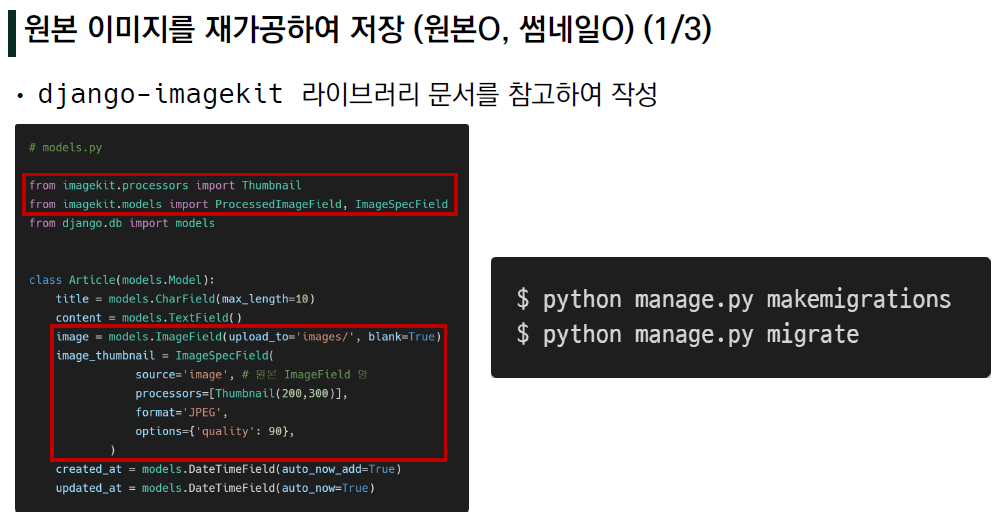 원본 이미지를 재가공하여 저장 (원본O, 썸네일O) (1/3)
• django-imagekit 라이브러리 문서를 참고하여 작성
# models.py
from imagekit.processors import Thumbnail
from imagekit.models import ProcessedImageField, ImageSpecField
from django.db import models
class Article(models.Model):
    title = models.CharField(max_length=10)
    content = models.TextField()
    image = models.ImageField(upload_to='images/', blank=True)
    image_thumbnail = ImageSpecField(
                source='image', # 원본 ImageField 명
                processors=[Thumbnail(200,300)],
                format='JPEG',
                options={'quality': 90},
            )
    created_at = models.DateTimeField(auto_now_add=True)
    updated_at = models.DateTimeField(auto_now=True)
$ python manage.py makemigrations
$ python manage.py migrate